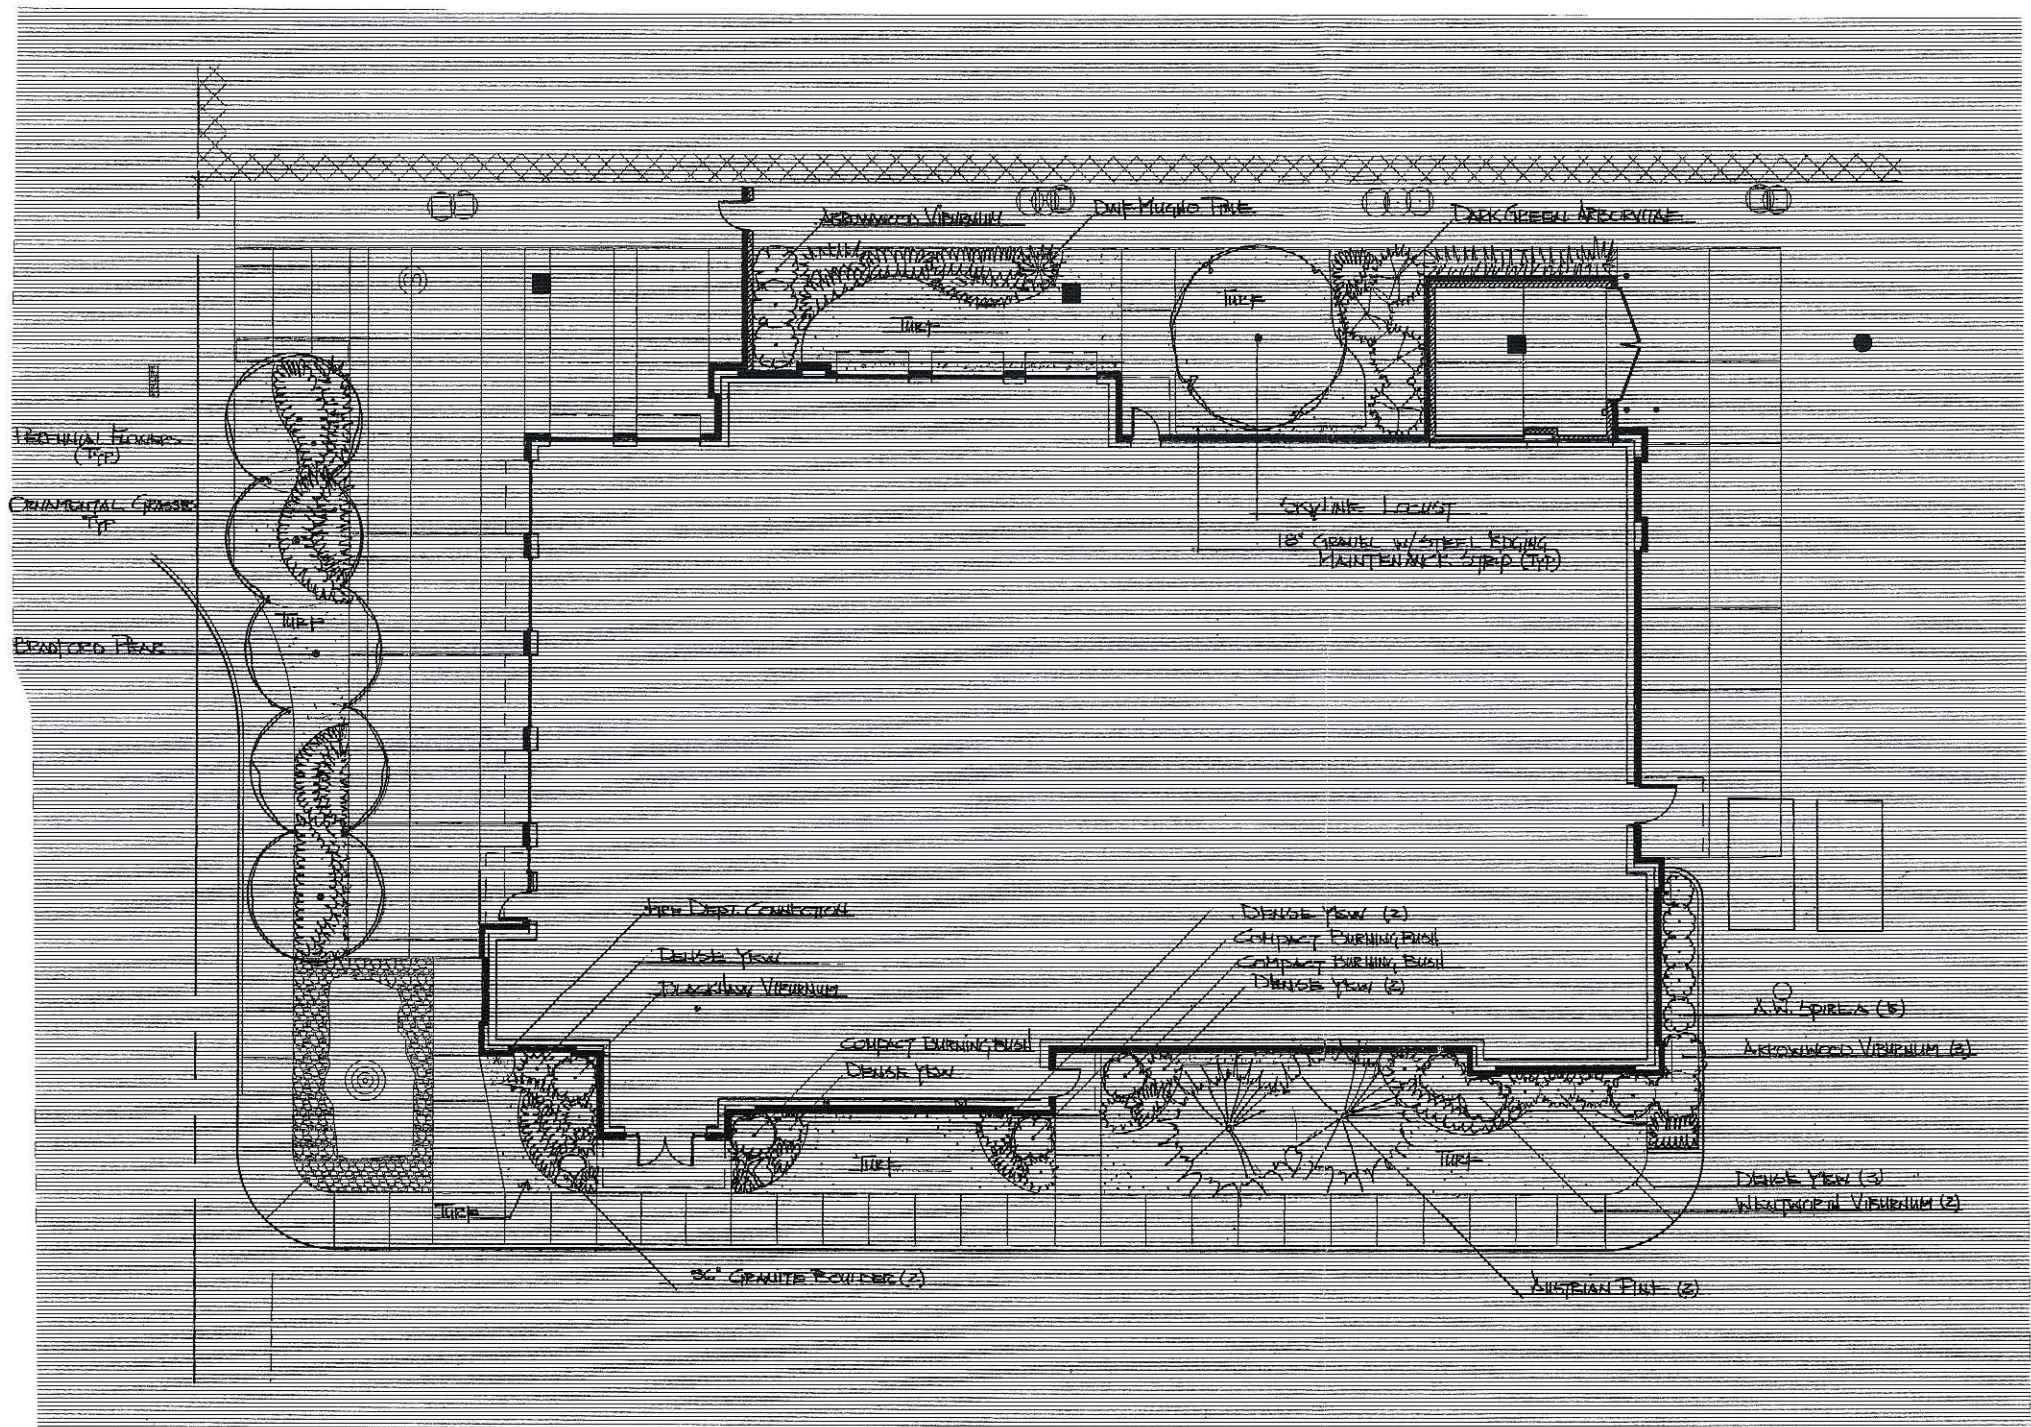 ARROWWOOD VIBURNUM
DWF MUGHO PINE
DARK GREEN ARBORVITAE
TURF
TURF
PERENNIAL FLOWERS
(TYP)
ORNAMENTAL GRASSES
TYP
SKYLINE LOCUST
18" GRAVEL W/ STEEL EDGING
MAINTENANCE STRIP (TYP)
TURF
BRADFORD PEAR
FIRE DEPT. CONNECTION
DENSE YEW (2)
COMPACT BURNING BUSH
DENSE YEW
COMPACT BURNING BUSH
DENSE YEW (2)
BLACKHAW VIBURNUM
A.W. SPIREA (5)
COMPACT BURNING BUSH
ARROWWOOD VIBURNUM (3)
DENSE YEW
TURF
TURF
DENSE YEW (3)
WENTWORTH VIBURNUM (2)
TURF
36" GRANITE BOULDER (2)
AUSTRIAN PINE (2)